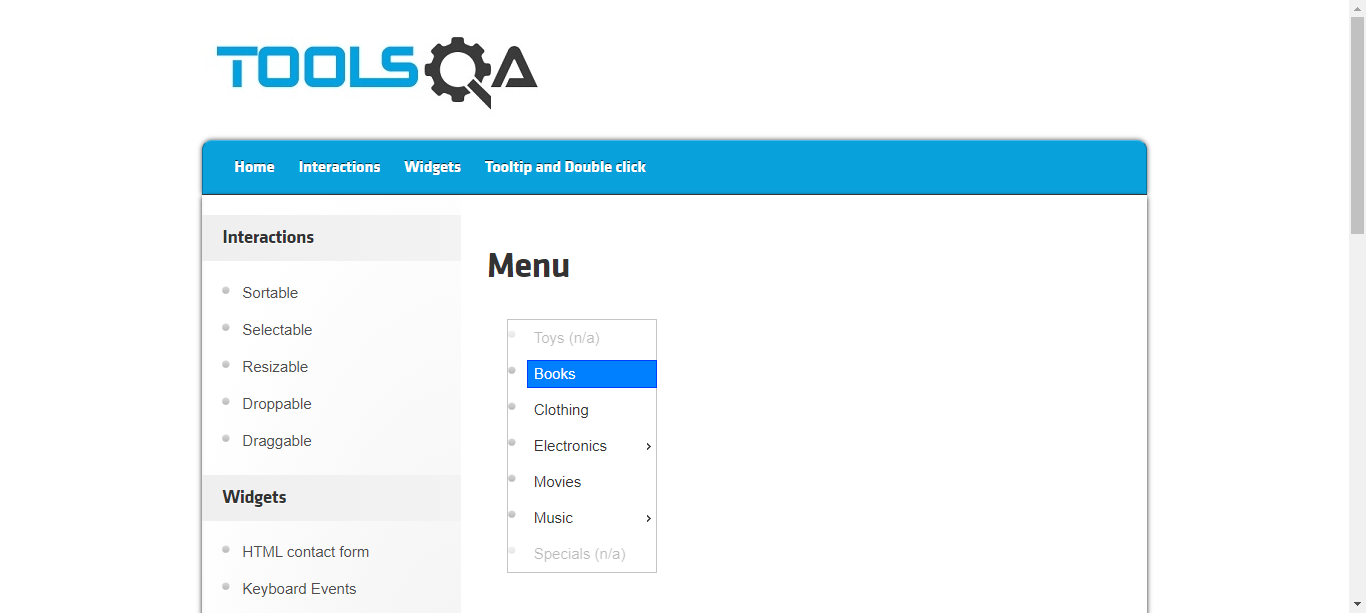 TOOLSQA
Home Interactions Widgets Tooltip and Double click
Interactions
Sortable
Selectable
Resizable
Droppable
Draggable
Widgets
HTML contact form
Keyboard Events
Menu
Toys (n/a)
Books
Clothing
Electronics
Movies
Music
Specials (n/a)